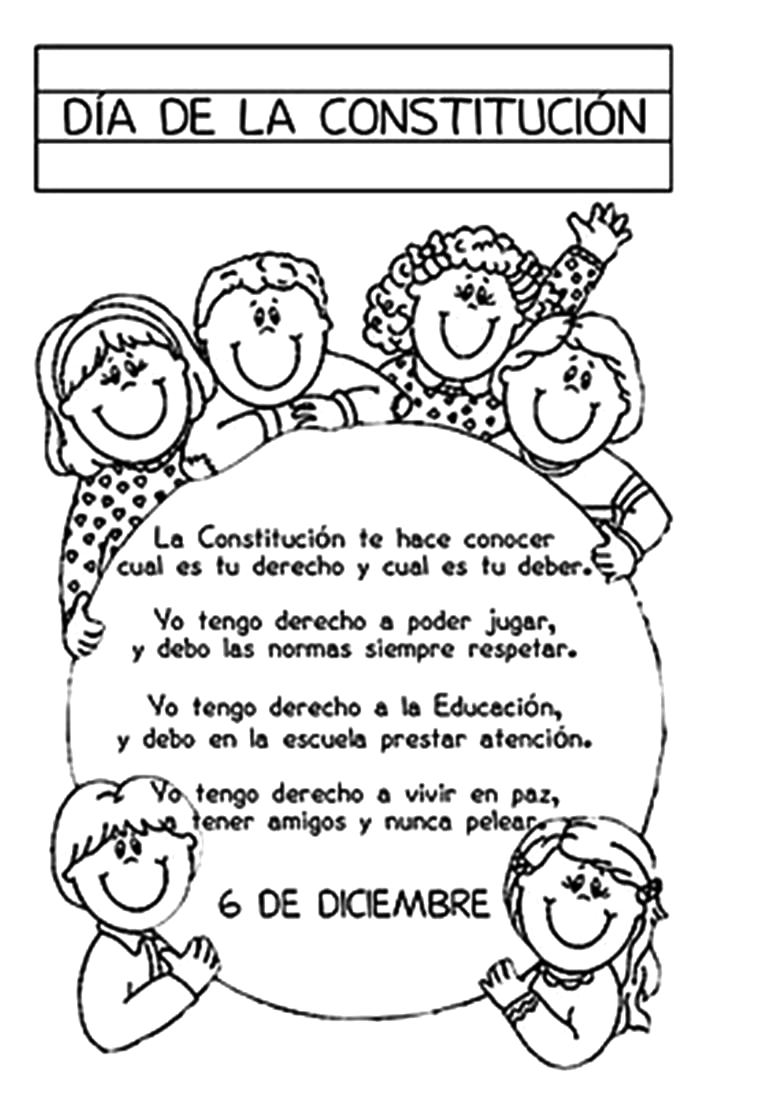 DÍA DE LA CONSTITUCIÓN
La Constitución te hace conocer
cual es tu derecho y cual es tu deber.
Yo tengo derecho a poder jugar,
y debo las normas siempre respetar.
Yo tengo derecho a la Educación,
y debo en la escuela prestar atención.
Yo tengo derecho a vivir en paz,
a tener amigos y nunca pelear.
6 DE DICIEMBRE